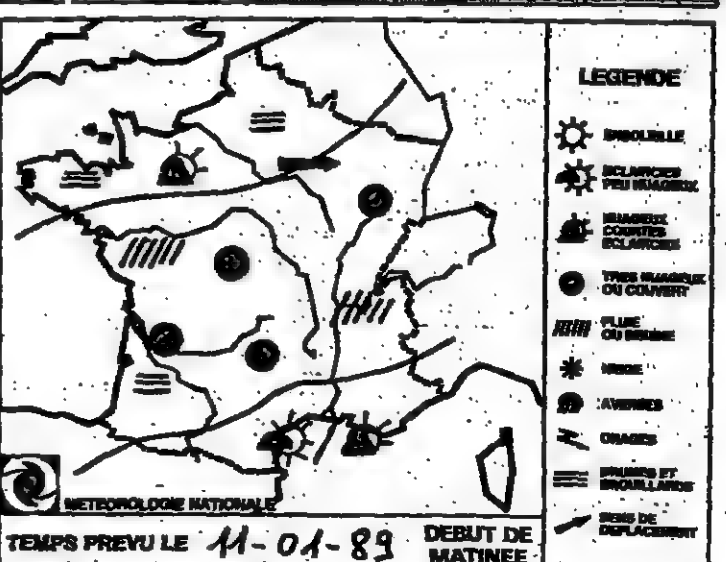 LEGENDE
ENSOLEILLE
ECLAIRCIES
PEU NUAGEUX
NUAGEUX
COURTES
ECLAIRCIES
TRES NUAGEUX
OU COUVERT
PLUIE
OU BRUINE
NEIGE
AVERSES
ORAGES
BRUMES ET
BROUILLARDS
SENS DE
DEPLACEMENT
METEOROLOGIE NATIONALE
TEMPS PREVU LE 11-01-89 DEBUT DE
MATINEE